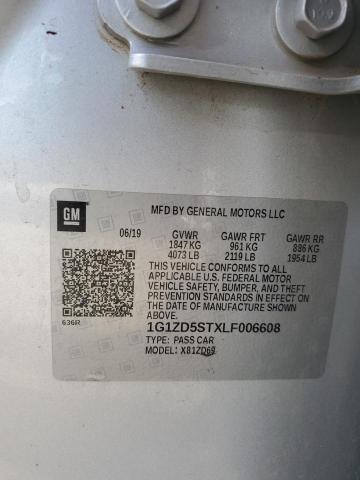 GM
MFD BY GENERAL MOTORS LLC
06/19 GVWR GAWR FRT GAWR RR
1847 KG 961 KG 886 KG
4073 LB 2119 LB 1954 LB
THIS VEHICLE CONFORMS TO ALL
APPLICABLE U.S. FEDERAL MOTOR
VEHICLE SAFETY, BUMPER, AND THEFT
PREVENTION STANDARDS IN EFFECT ON
THE DATE OF MANUFACTURE SHOWN
ABOVE.
636R
1G1ZD5STXLF006608
TYPE: PASS CAR
MODEL: X81ZD69